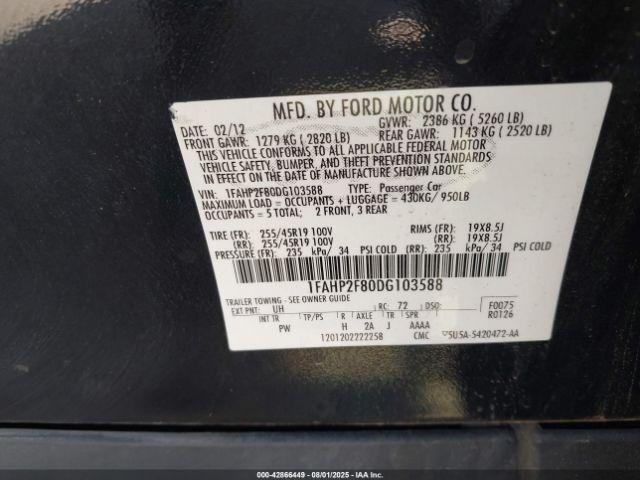 MFD. BY FORD MOTOR CO.
DATE: 02/12 GVWR: 2386 KG ( 5260 LB)
FRONT GAWR: 1279 KG ( 2820 LB) REAR GAWR: 1143 KG ( 2520 LB)
THIS VEHICLE CONFORMS TO ALL APPLICABLE FEDERAL MOTOR
VEHICLE SAFETY, BUMPER, AND THEFT PREVENTION STANDARDS
IN EFFECT ON THE DATE OF MANUFACTURE SHOWN ABOVE.
VIN: 1FAHP2F80DG103588 TYPE: Passenger Car
MAXIMUM LOAD = OCCUPANTS + LUGGAGE = 430KG/ 950LB
OCCUPANTS = 5 TOTAL; 2 FRONT, 3 REAR
TIRE (FR): 255/45R19 100V RIMS (FR): 19X8.5J
(RR): 255/45R19 100V (RR): 19X8.5J
PRESSURE (FR): 235 kPa/ 34 PSI COLD (RR): 235 kPa/ 34 PSI COLD
1FAHP2F80DG103588
TRAILER TOWING - SEE OWNER GUIDE
EXT PNT: UH RC: 72 DSO: F0075
INT TR TP/PS R AXLE TR SPR R0126
PW H 2A J AAAA
1201202222258 CMC 5U5A-5420472-AA
000-42866449 - 08/01/2025 - IAA Inc.